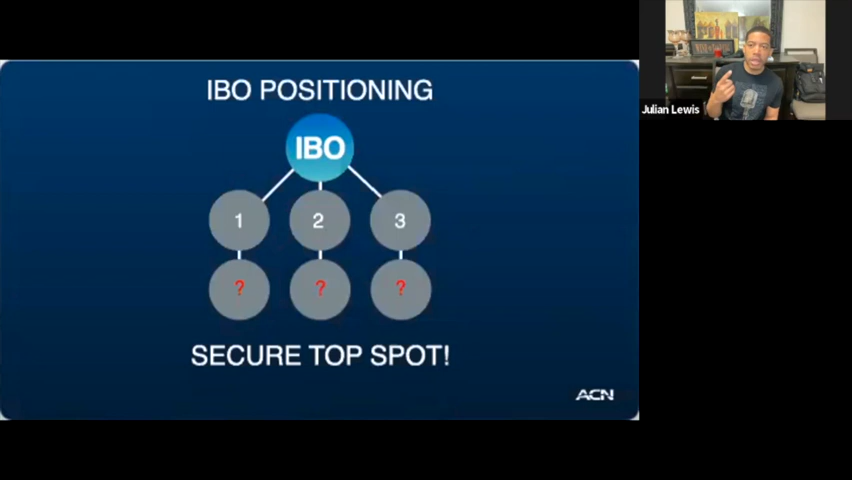 IBO POSITIONING
IBO
1 2 3
? ? ?
SECURE TOP SPOT!
ACN
Julian Lewis